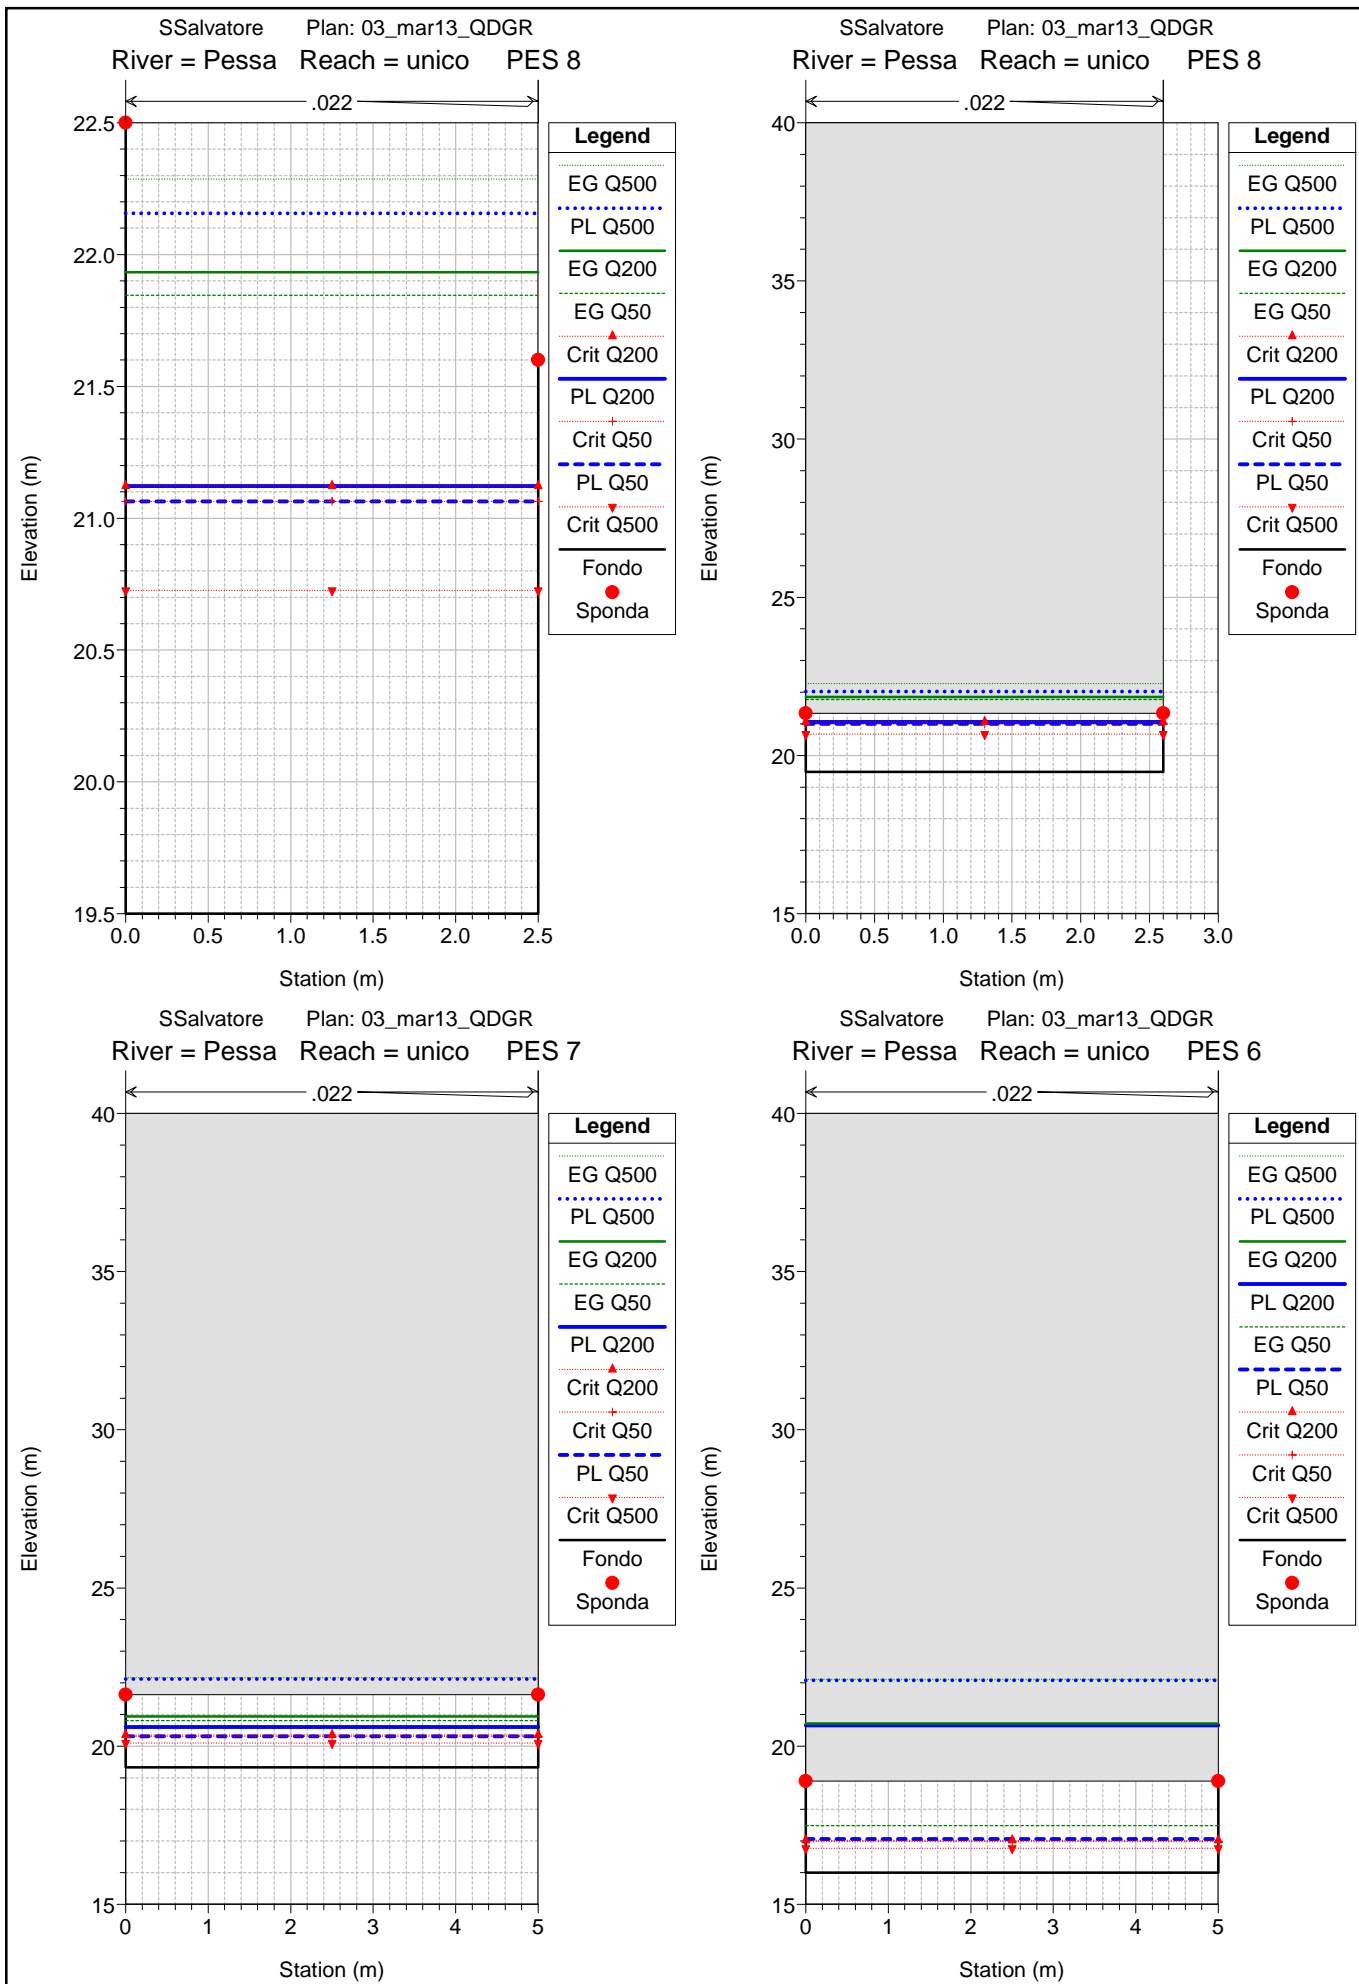 SSalvatore Plan: 03_mar13_QDGR
River = Pessa Reach = unico PES 8
.022
22.5
22.0
21.5
21.0
20.5
20.0
19.5
Elevation (m)
0.0 0.5 1.0 1.5 2.0 2.5
Station (m)
Legend
EG Q500
PL Q500
EG Q200
EG Q50
Crit Q200
PL Q200
Crit Q50
PL Q50
Crit Q500
Fondo
Sponda
SSalvatore Plan: 03_mar13_QDGR
River = Pessa Reach = unico PES 8
.022
40
35
30
25
20
15
Elevation (m)
0.0 0.5 1.0 1.5 2.0 2.5 3.0
Station (m)
Legend
EG Q500
PL Q500
EG Q200
EG Q50
Crit Q200
PL Q200
Crit Q50
PL Q50
Crit Q500
Fondo
Sponda
SSalvatore Plan: 03_mar13_QDGR
River = Pessa Reach = unico PES 7
.022
40
35
30
25
20
15
Elevation (m)
0 1 2 3 4 5
Station (m)
Legend
EG Q500
PL Q500
EG Q200
EG Q50
PL Q200
Crit Q200
Crit Q50
PL Q50
Crit Q500
Fondo
Sponda
SSalvatore Plan: 03_mar13_QDGR
River = Pessa Reach = unico PES 6
.022
40
35
30
25
20
15
Elevation (m)
0 1 2 3 4 5
Station (m)
Legend
EG Q500
PL Q500
EG Q200
PL Q200
EG Q50
PL Q50
Crit Q200
Crit Q50
Crit Q500
Fondo
Sponda